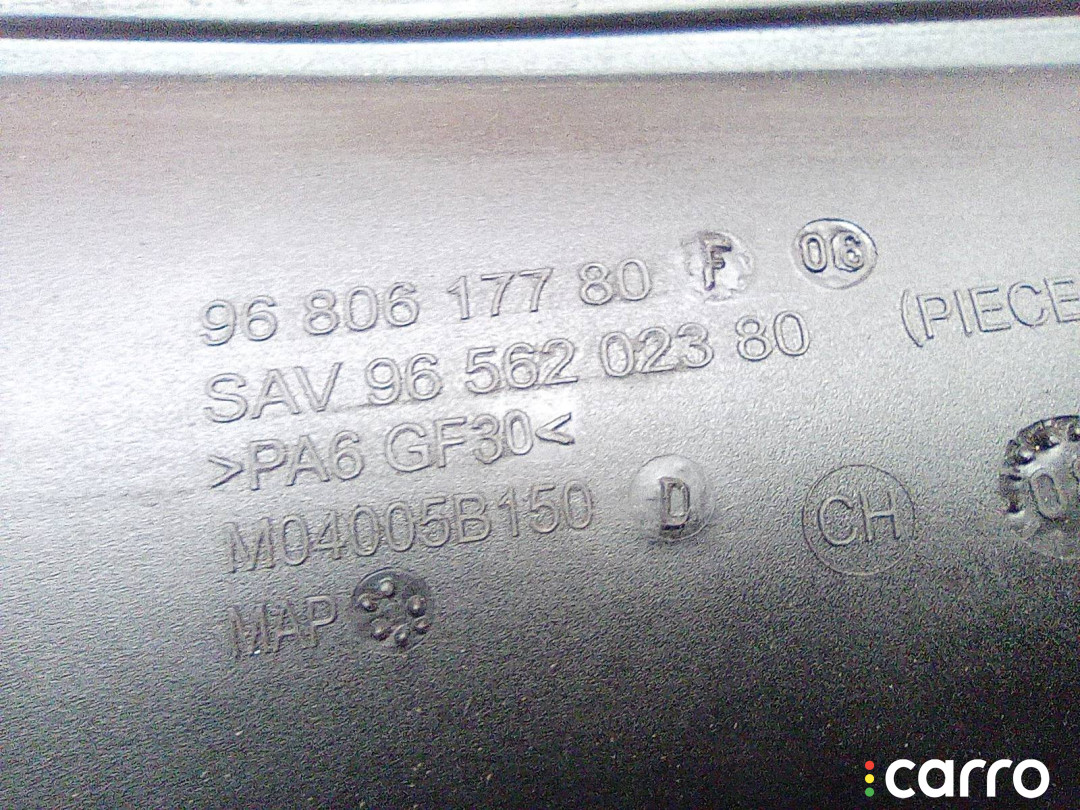 96 806 177 80 F 06
SAV 96 562 023 80 (PIECE
>PA6 GF30<
M04005B150 D CH
MAP
carro